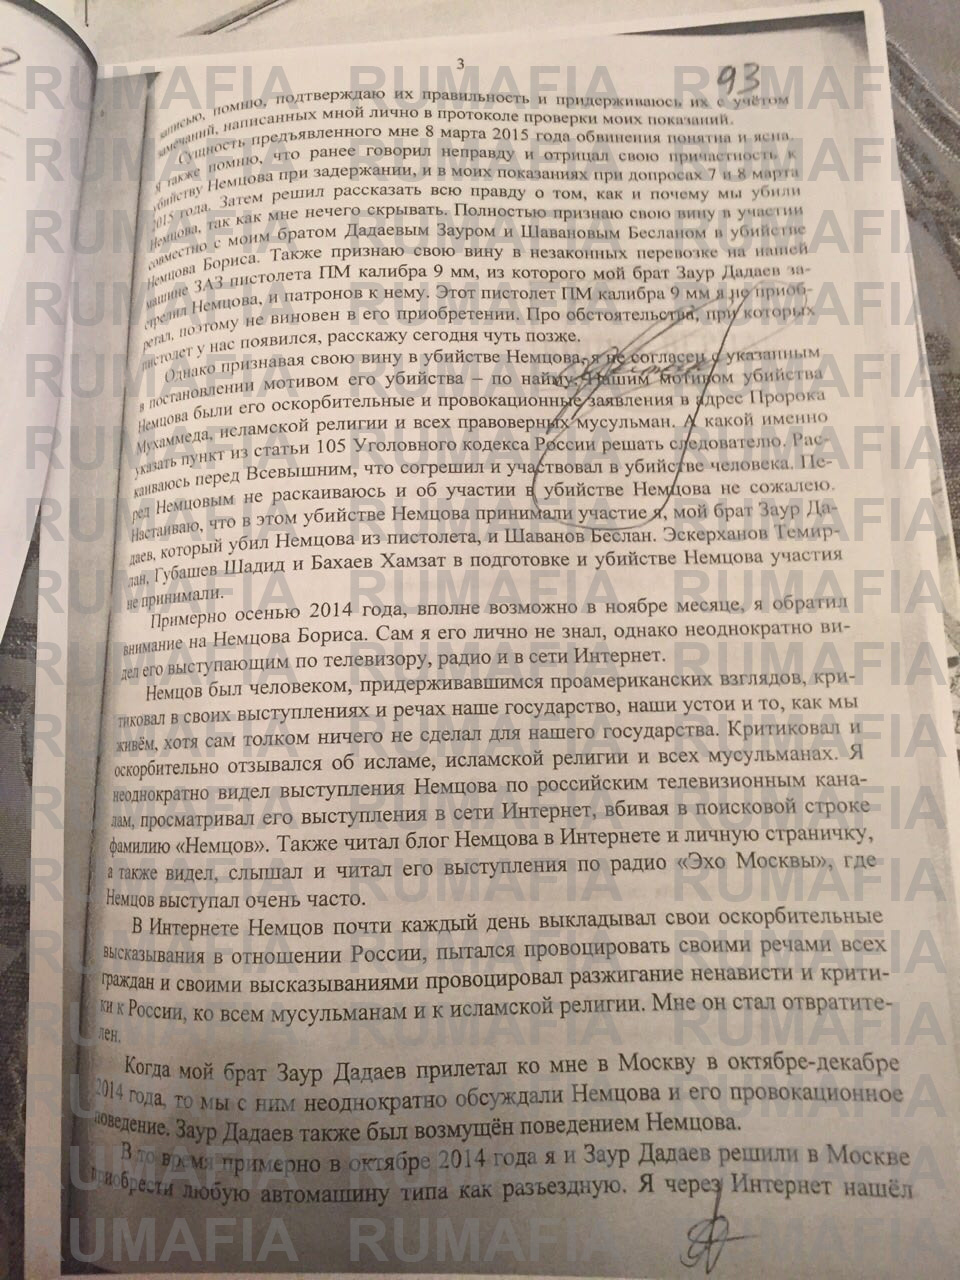 3
93
записью, помню, подтверждаю их правильность и придерживаюсь их с учётом
замечаний, написанных мной лично в протоколе проверки моих показаний.
Сущность предъявленного мне 8 марта 2015 года обвинения понятна и ясна.
Я также помню, что ранее говорил неправду и отрицал свою причастность к
убийству Немцова при задержании, и в моих показаниях при допросах 7 и 8 марта
2015 года. Затем решил рассказать всю правду о том, как и почему мы убили
Немцова, так как мне нечего скрывать. Полностью признаю свою вину в участии
совместно с моим братом Дадаевым Зауром и Шавановым Бесланом в убийстве
Немцова Бориса. Также признаю свою вину в незаконных перевозке на нашей
машине ЗАЗ пистолета ПМ калибра 9 мм, из которого мой брат Заур Дадаев за-
стрелил Немцова, и патронов к нему. Этот пистолет ПМ калибра 9 мм я не приоб-
ретал, поэтому не виновен в его приобретении. Про обстоятельства, при которых
пистолет у нас появился, расскажу сегодня чуть позже.
Однако признавая свою вину в убийстве Немцова, я не согласен с указанным
в постановлении мотивом его убийства – по найму. Нашим мотивом убийства
Немцова были его оскорбительные и провокационные заявления в адрес Пророка
Мухаммеда, исламской религии и всех правоверных мусульман. А какой именно
указать пункт из статьи 105 Уголовного кодекса России решать следователю. Рас-
каиваюсь перед Всевышним, что согрешил и участвовал в убийстве человека. Пе-
ред Немцовым не раскаиваюсь и об участии в убийстве Немцова не сожалею.
Настаиваю, что в этом убийстве Немцова принимали участие я, мой брат Заур Да-
даев, который убил Немцова из пистолета, и Шаванов Беслан. Эскерханов Темир-
лан, Губашев Шадид и Бахаев Хамзат в подготовке и убийстве Немцова участия
не принимали.
Примерно осенью 2014 года, вполне возможно в ноябре месяце, я обратил
внимание на Немцова Бориса. Сам я его лично не знал, однако неоднократно ви-
дел его выступающим по телевизору, радио и в сети Интернет.
Немцов был человеком, придерживавшимся проамериканских взглядов, кри-
тиковал в своих выступлениях и речах наше государство, наши устои и то, как мы
живём, хотя сам толком ничего не сделал для нашего государства. Критиковал и
оскорбительно отзывался об исламе, исламской религии и всех мусульманах. Я
неоднократно видел выступления Немцова по российским телевизионным кана-
лам, просматривал его выступления в сети Интернет, вбивая в поисковой строке
фамилию «Немцов». Также читал блог Немцова в Интернете и личную страничку,
а также видел, слышал и читал его выступления по радио «Эхо Москвы», где
Немцов выступал очень часто.
В Интернете Немцов почти каждый день выкладывал свои оскорбительные
высказывания в отношении России, пытался провоцировать своими речами всех
граждан и своими высказываниями провоцировал разжигание ненависти и крити-
ки к России, ко всем мусульманам и к исламской религии. Мне он стал отвратите-
лен.
Когда мой брат Заур Дадаев прилетал ко мне в Москву в октябре-декабре
2014 года, то мы с ним неоднократно обсуждали Немцова и его провокационное
поведение. Заур Дадаев также был возмущён поведением Немцова.
В то время примерно в октябре 2014 года я и Заур Дадаев решили в Москве
приобрести любую автомашину типа как разъездную. Я через Интернет нашёл